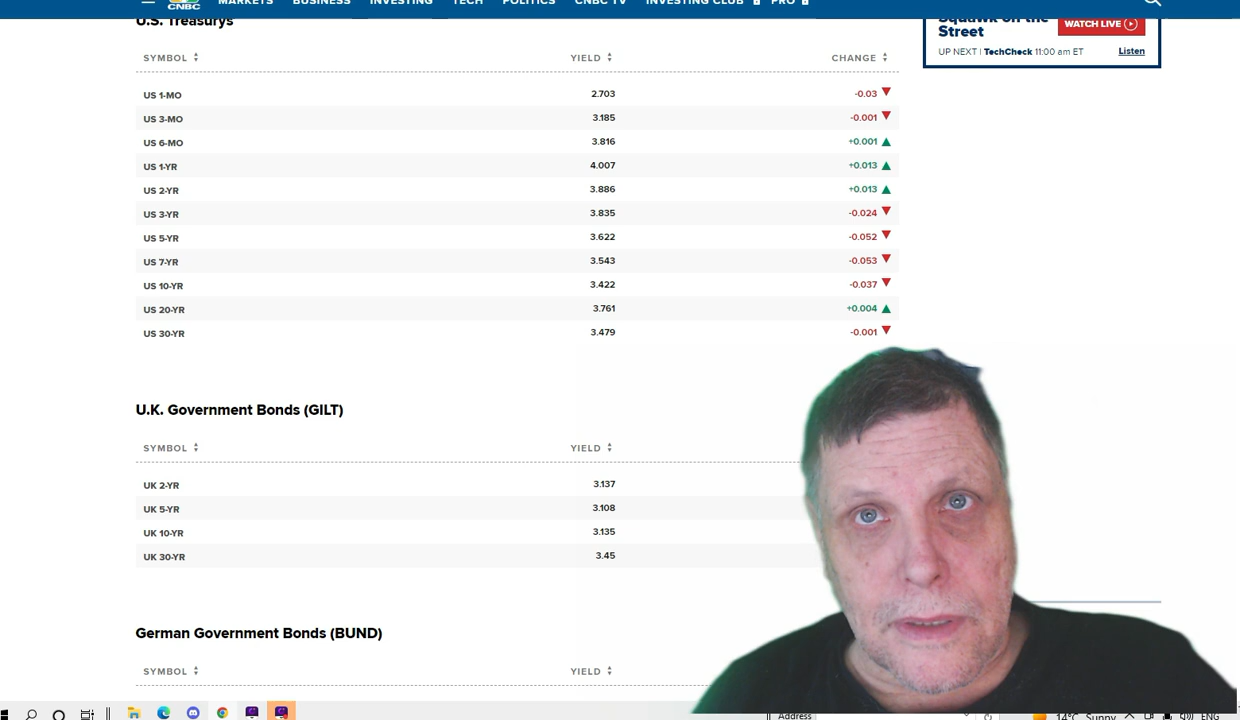 MARKETS BUSINESS INVESTING TECH POLITICS CNBC TV INVESTING CLUB PRO
CNBC
U.S. Treasurys
Squawk on the
Street
WATCH LIVE
UP NEXT | TechCheck 11:00 am ET Listen
SYMBOL YIELD CHANGE
US 1-MO 2.703 -0.03
US 3-MO 3.185 -0.001
US 6-MO 3.816 +0.001
US 1-YR 4.007 +0.013
US 2-YR 3.886 +0.013
US 3-YR 3.835 -0.024
US 5-YR 3.622 -0.052
US 7-YR 3.543 -0.053
US 10-YR 3.422 -0.037
US 20-YR 3.761 +0.004
US 30-YR 3.479 -0.001
U.K. Government Bonds (GILT)
SYMBOL YIELD
UK 2-YR 3.137
UK 5-YR 3.108
UK 10-YR 3.135
UK 30-YR 3.45
German Government Bonds (BUND)
SYMBOL YIELD
Address 14°C Sunny ENG